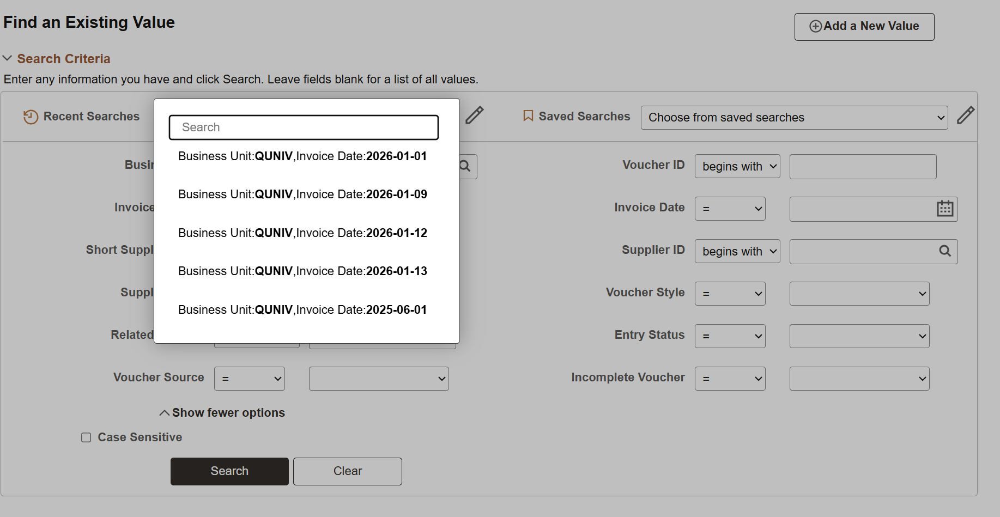 Find an Existing Value
Add a New Value
Search Criteria
Enter any information you have and click Search. Leave fields blank for a list of all values.
Recent Searches
Saved Searches
Choose from saved searches
Search
Business Unit:QUNIV,Invoice Date:2026-01-01
Business Unit:QUNIV,Invoice Date:2026-01-09
Business Unit:QUNIV,Invoice Date:2026-01-12
Business Unit:QUNIV,Invoice Date:2026-01-13
Business Unit:QUNIV,Invoice Date:2025-06-01
Voucher ID begins with
Invoice
Invoice Date =
Short
Supplier ID begins with
Voucher Style =
Related
Entry Status =
Voucher Source =
Incomplete Voucher =
Show fewer options
Case Sensitive
Search Clear